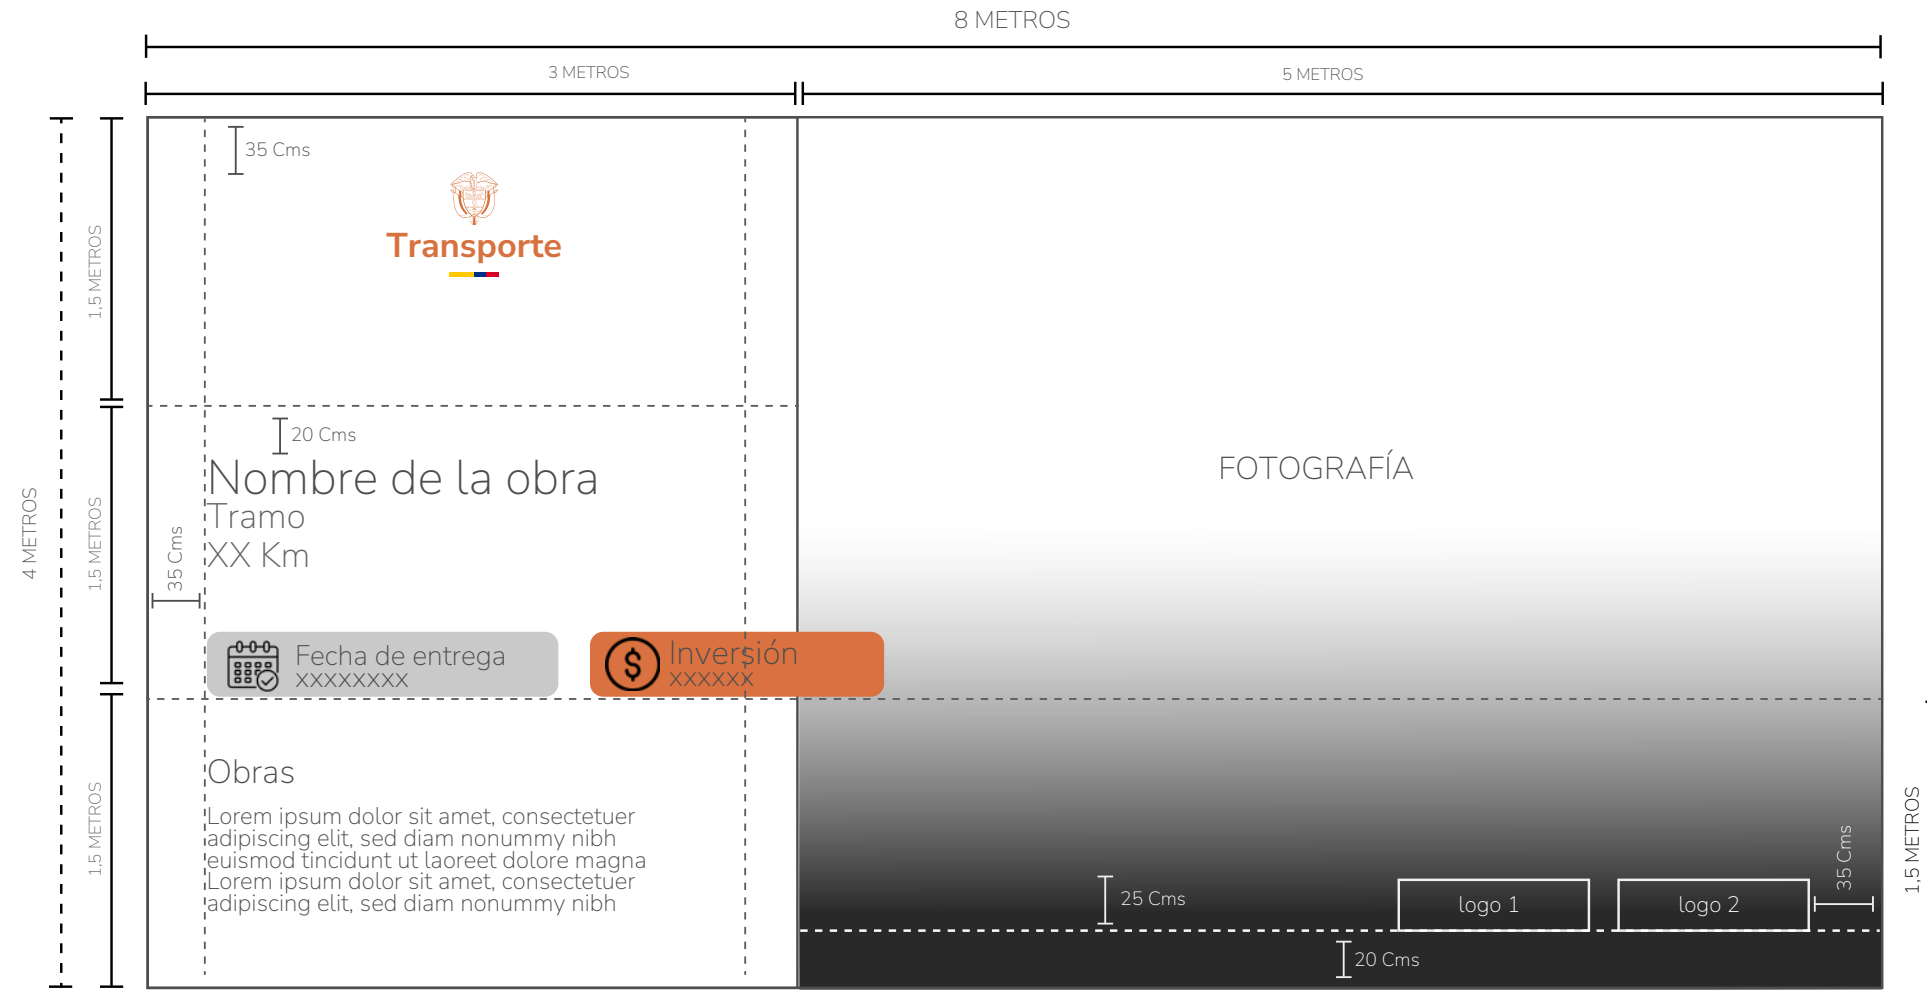 8 METROS
3 METROS
5 METROS
35 Cms
Transporte
1,5 METROS
20 Cms
Nombre de la obra
Tramo
XX Km
FOTOGRAFÍA
4 METROS
1,5 METROS
35 Cms
Fecha de entrega
XXXXXXXX
Inversión
XXXXXX
Obras
Lorem ipsum dolor sit amet, consectetuer
adipiscing elit, sed diam nonummy nibh
euismod tincidunt ut laoreet dolore magna
Lorem ipsum dolor sit amet, consectetuer
adipiscing elit, sed diam nonummy nibh
1,5 METROS
25 Cms
logo 1
logo 2
35 Cms
1,5 METROS
20 Cms